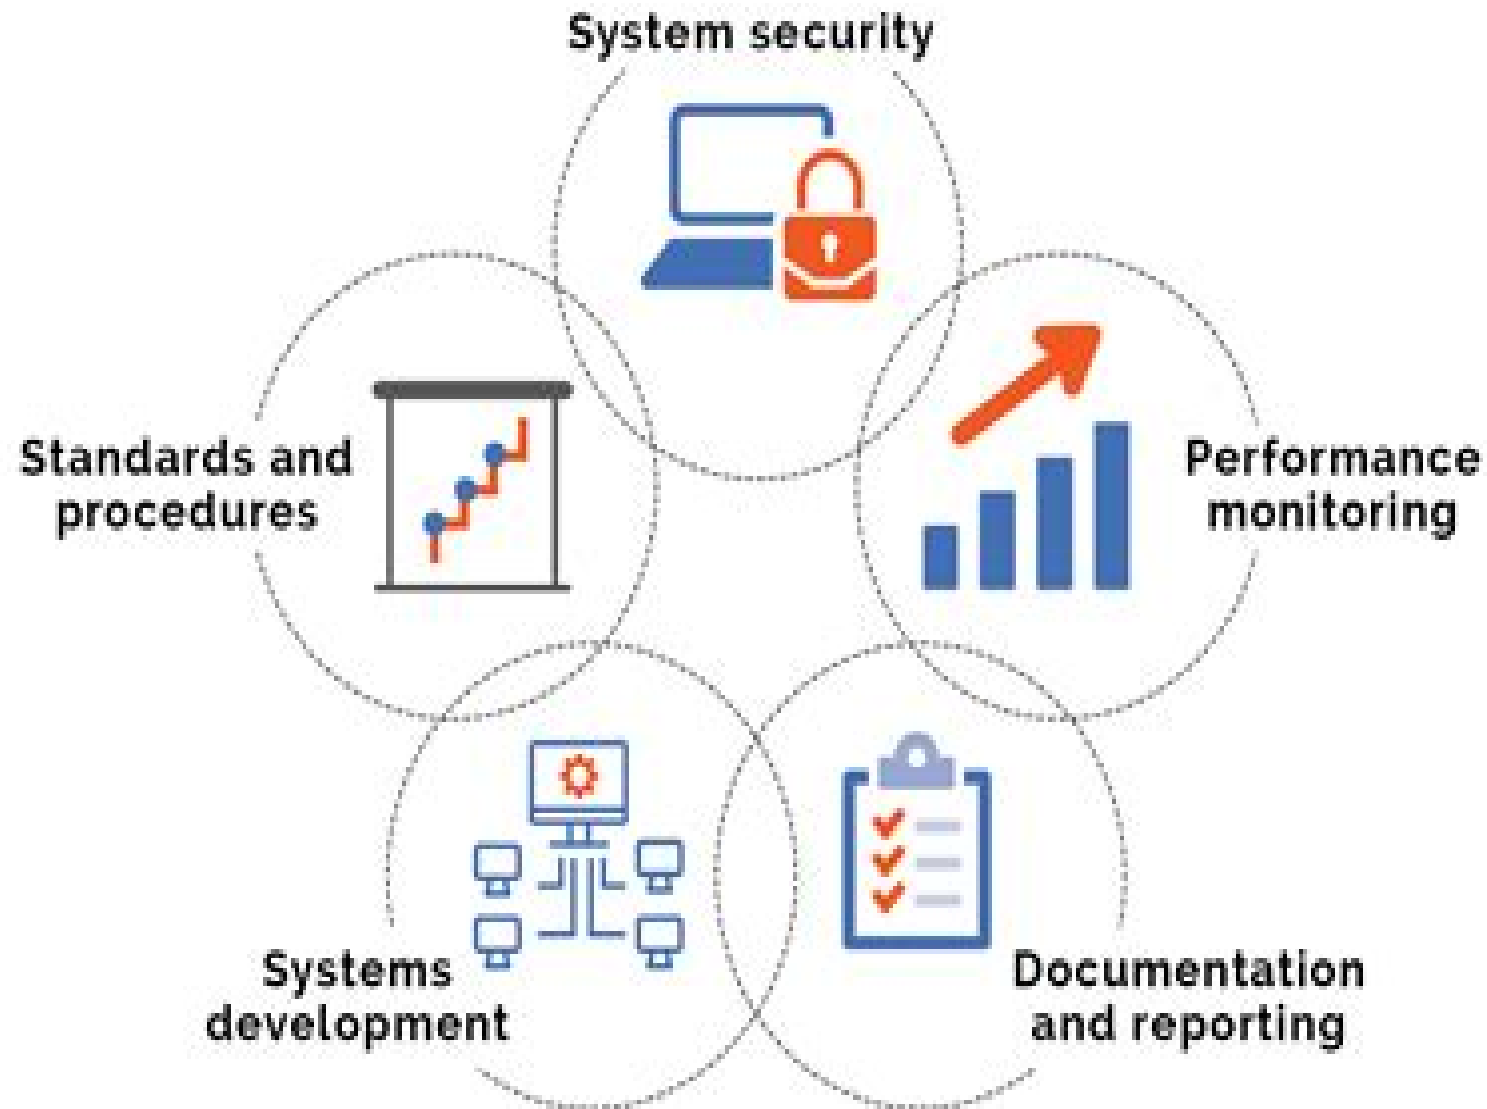 System security
Standards and
procedures
Performance
monitoring
Systems
development
Documentation
and reporting